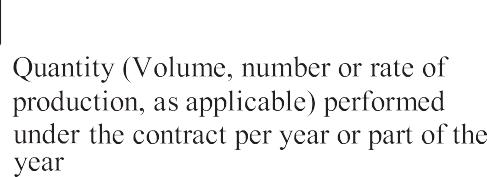 Quantity (Volume, number or rate of
production, as applicable) performed
under the contract per year or part of the
year